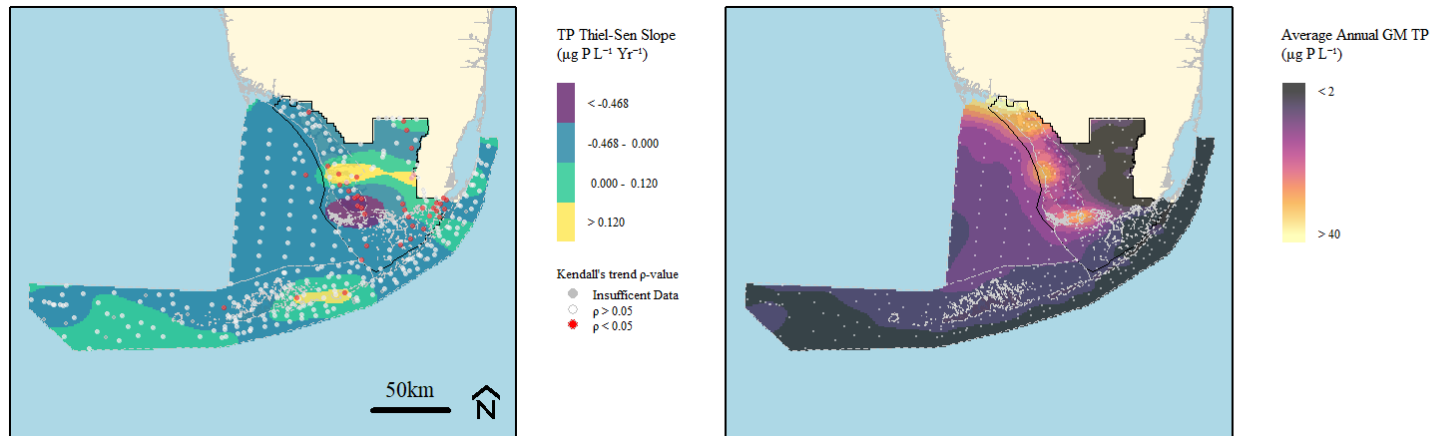 TP Thiel-Sen Slope
(µg P L⁻¹ Yr⁻¹)
< -0.468
-0.468 - 0.000
0.000 - 0.120
> 0.120
Kendall's trend ρ-value
Insufficent Data
ρ > 0.05
ρ < 0.05
50km
N
Average Annual GM TP
(µg P L⁻¹)
< 2
> 40